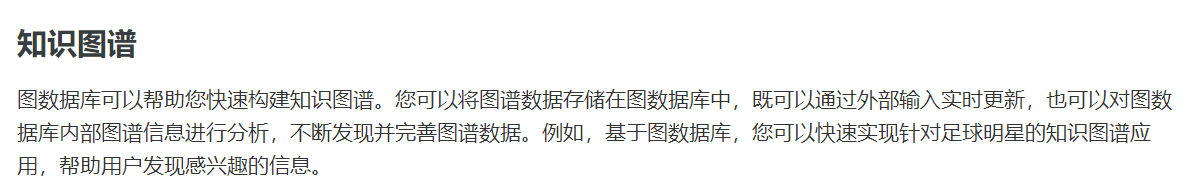 知识图谱
图数据库可以帮助您快速构建知识图谱。您可以将图谱数据存储在图数据库中，既可以通过外部输入实时更新，也可以对图数
据库内部图谱信息进行分析，不断发现并完善图谱数据。例如，基于图数据库，您可以快速实现针对足球明星的知识图谱应
用，帮助用户发现感兴趣的信息。